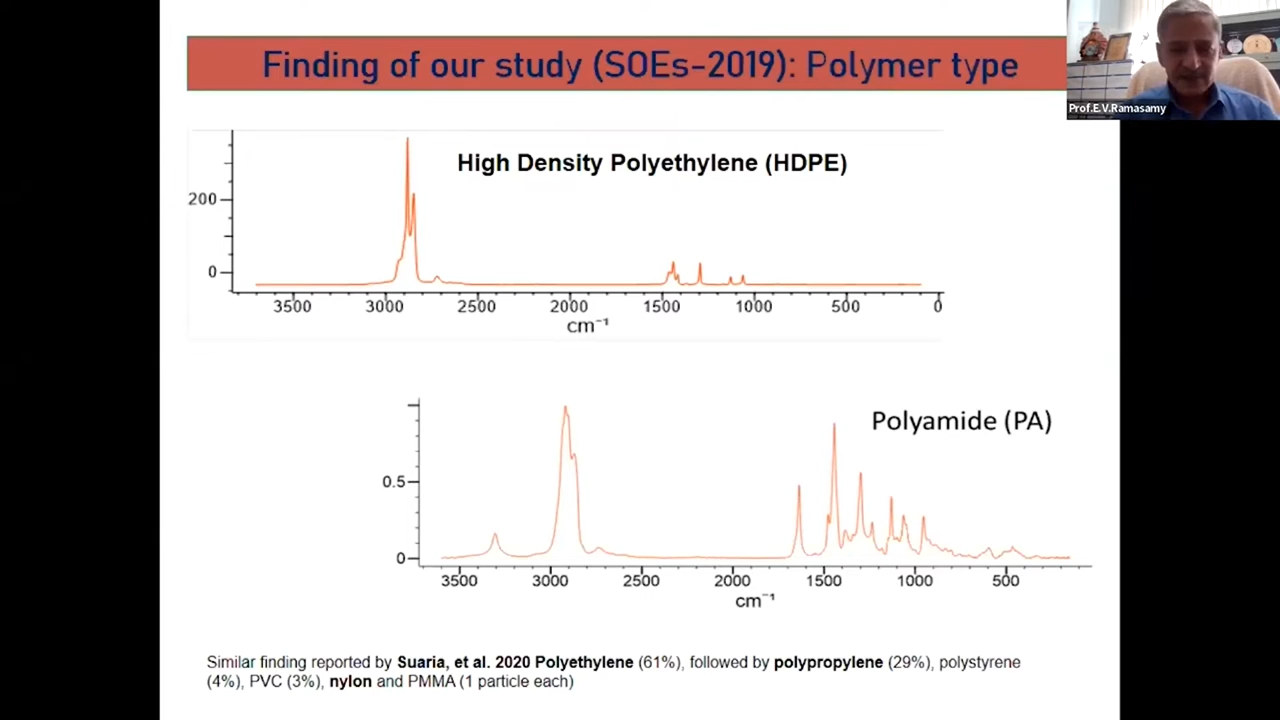 Finding of our study (SOEs-2019): Polymer type
Prof.E.V.Ramasamy
High Density Polyethylene (HDPE)
200
0
3500 3000 2500 2000 1500 1000 500 0
cm⁻¹
Polyamide (PA)
0.5
0
3500 3000 2500 2000 1500 1000 500
cm⁻¹
Similar finding reported by Suaria, et al. 2020 Polyethylene (61%), followed by polypropylene (29%), polystyrene
(4%), PVC (3%), nylon and PMMA (1 particle each)